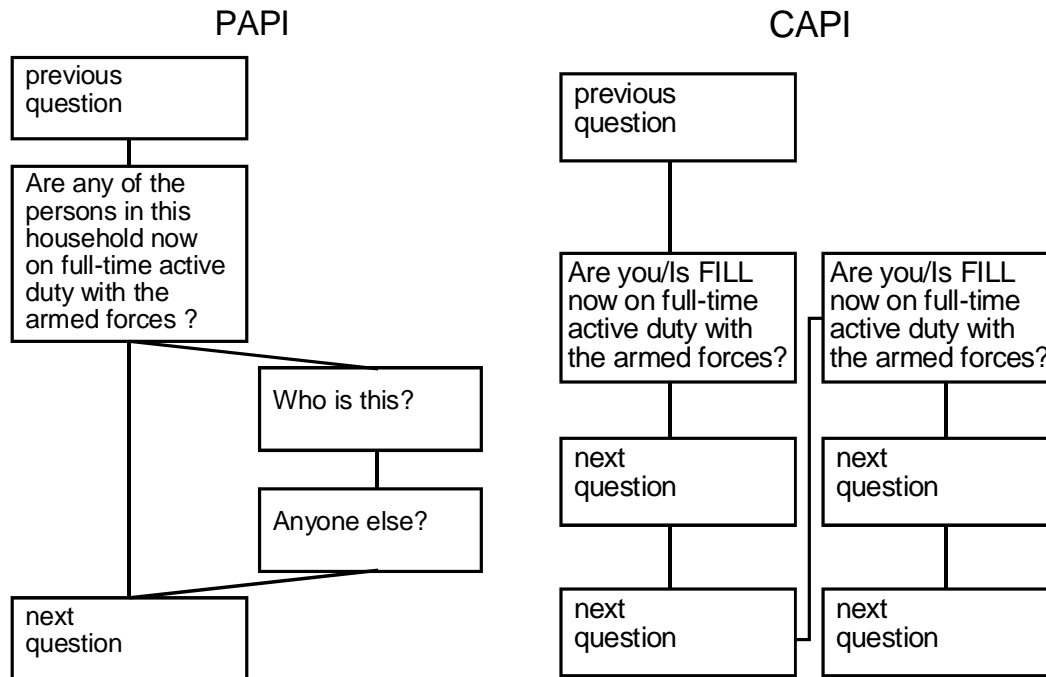 PAPI
previous
question
Are any of the
persons in this
household now
on full-time active
duty with the
armed forces ?
Who is this?
Anyone else?
next
question
CAPI
previous
question
Are you/Is FILL
now on full-time
active duty with
the armed forces?
next
question
next
question
Are you/Is FILL
now on full-time
active duty with
the armed forces?
next
question
next
question